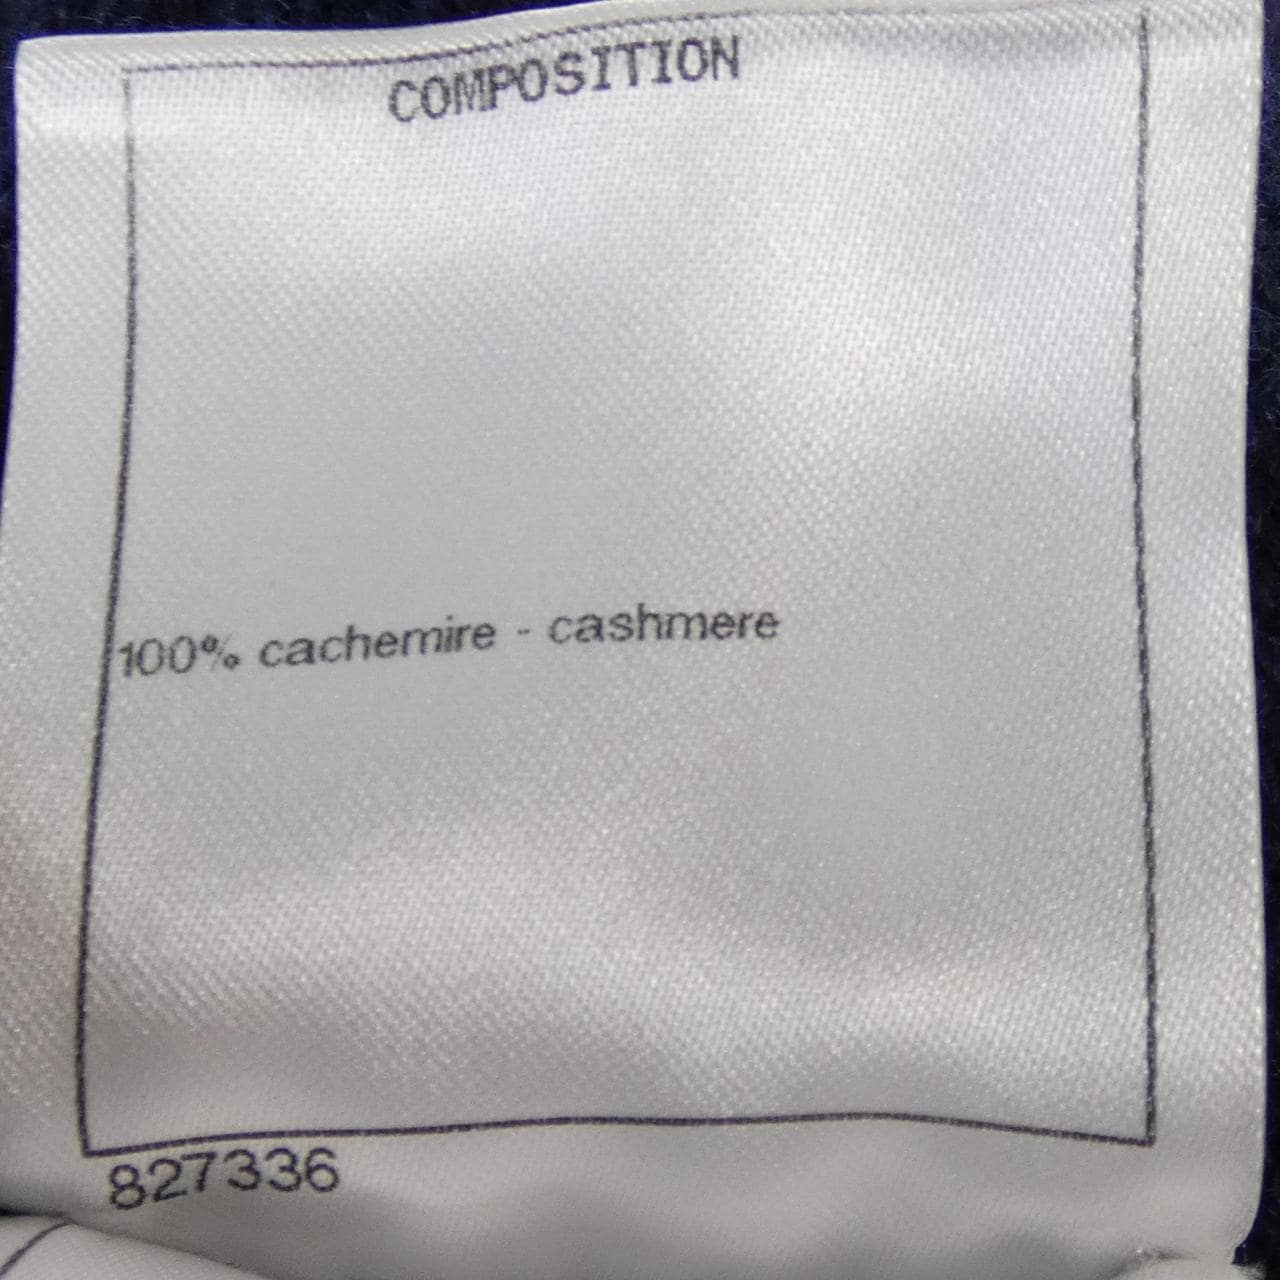 COMPOSITION
100% cachemire - cashmere
827336